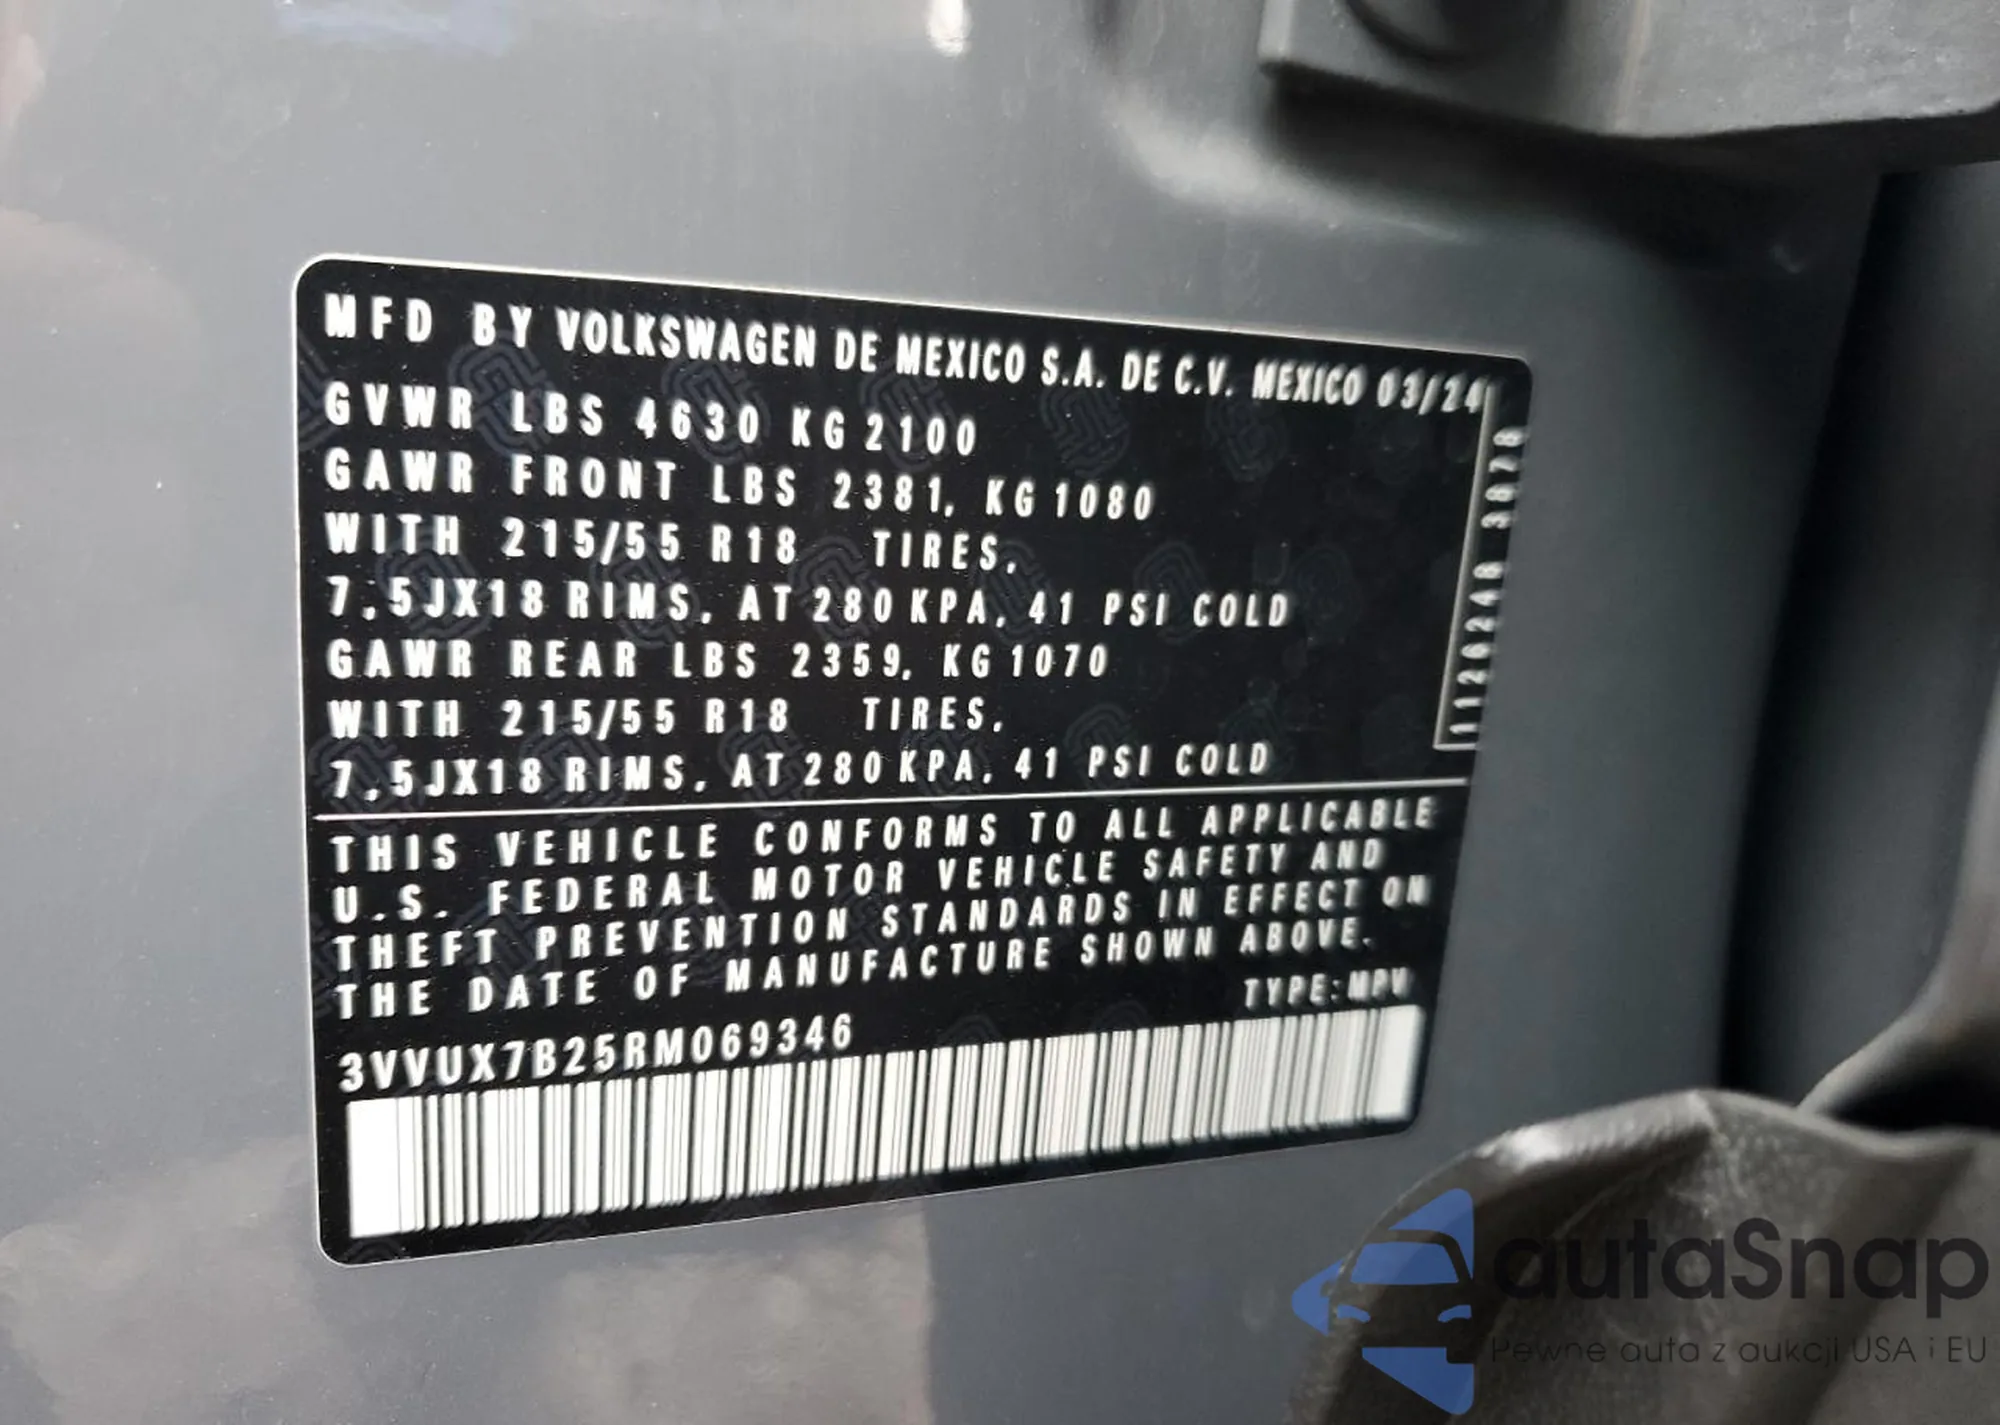 MFD BY VOLKSWAGEN DE MEXICO S.A. DE C.V. MEXICO 03/24
GVWR LBS 4630 KG 2100
GAWR FRONT LBS 2381, KG 1080
WITH 215/55 R18 TIRES,
7,5JX18 RIMS, AT 280 KPA, 41 PSI COLD
GAWR REAR LBS 2359, KG 1070
WITH 215/55 R18 TIRES,
7,5JX18 RIMS, AT 280 KPA, 41 PSI COLD
1126248 3878
THIS VEHICLE CONFORMS TO ALL APPLICABLE
U.S. FEDERAL MOTOR VEHICLE SAFETY AND
THEFT PREVENTION STANDARDS IN EFFECT ON
THE DATE OF MANUFACTURE SHOWN ABOVE.
TYPE: MPV
3VVUX7B25RM069346
autaSnap
Pewne auta z aukcji USA i EU